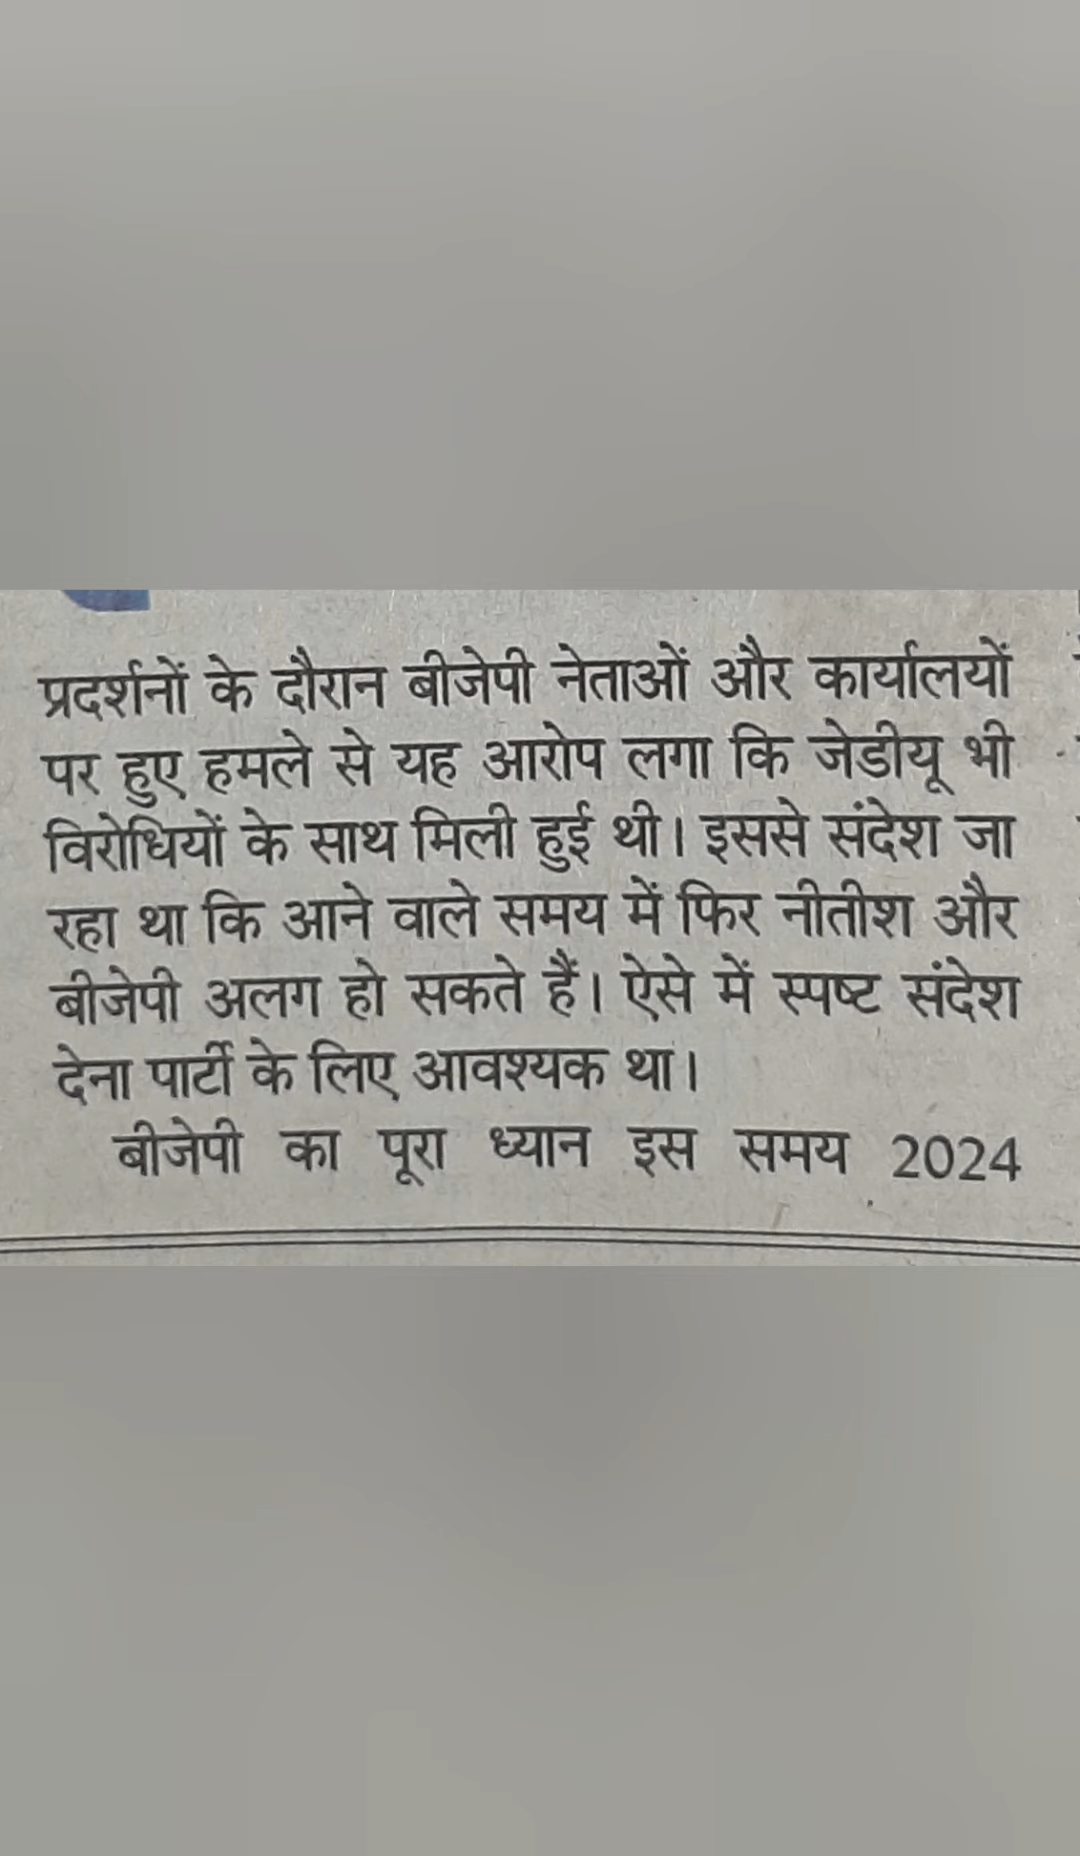 प्रदर्शनों के दौरान बीजेपी नेताओं और कार्यालयों
पर हुए हमले से यह आरोप लगा कि जेडीयू भी
विरोधियों के साथ मिली हुई थी। इससे संदेश जा
रहा था कि आने वाले समय में फिर नीतीश और
बीजेपी अलग हो सकते हैं। ऐसे में स्पष्ट संदेश
देना पार्टी के लिए आवश्यक था।
बीजेपी का पूरा ध्यान इस समय 2024